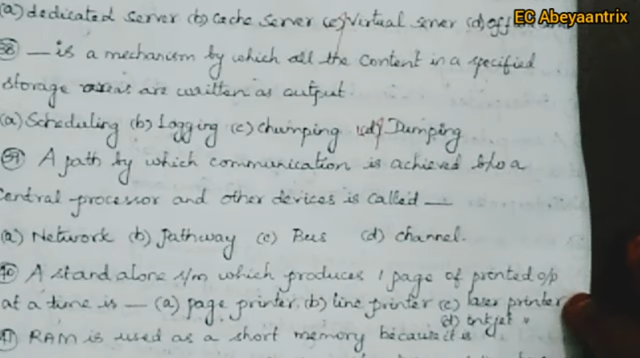 (a) dedicated server (b) Cache server (c) virtual server (d) off
EC Abeyaantrix
38 — is a mechanism by which all the content in a specified
storage areas are written as output.
(a) Scheduling (b) Logging (c) chumping (d) Dumping
39 A path by which communication is achieved b/w a
Central processor and other devices is called —
(a) Network (b) Pathway (c) Bus (d) channel.
40 A stand alone s/m which produces 1 page of printed o/p
at a time is — (a) page printer (b) line printer (c) laser printer
(d) inkjet "
41 RAM is used as a short memory because it is